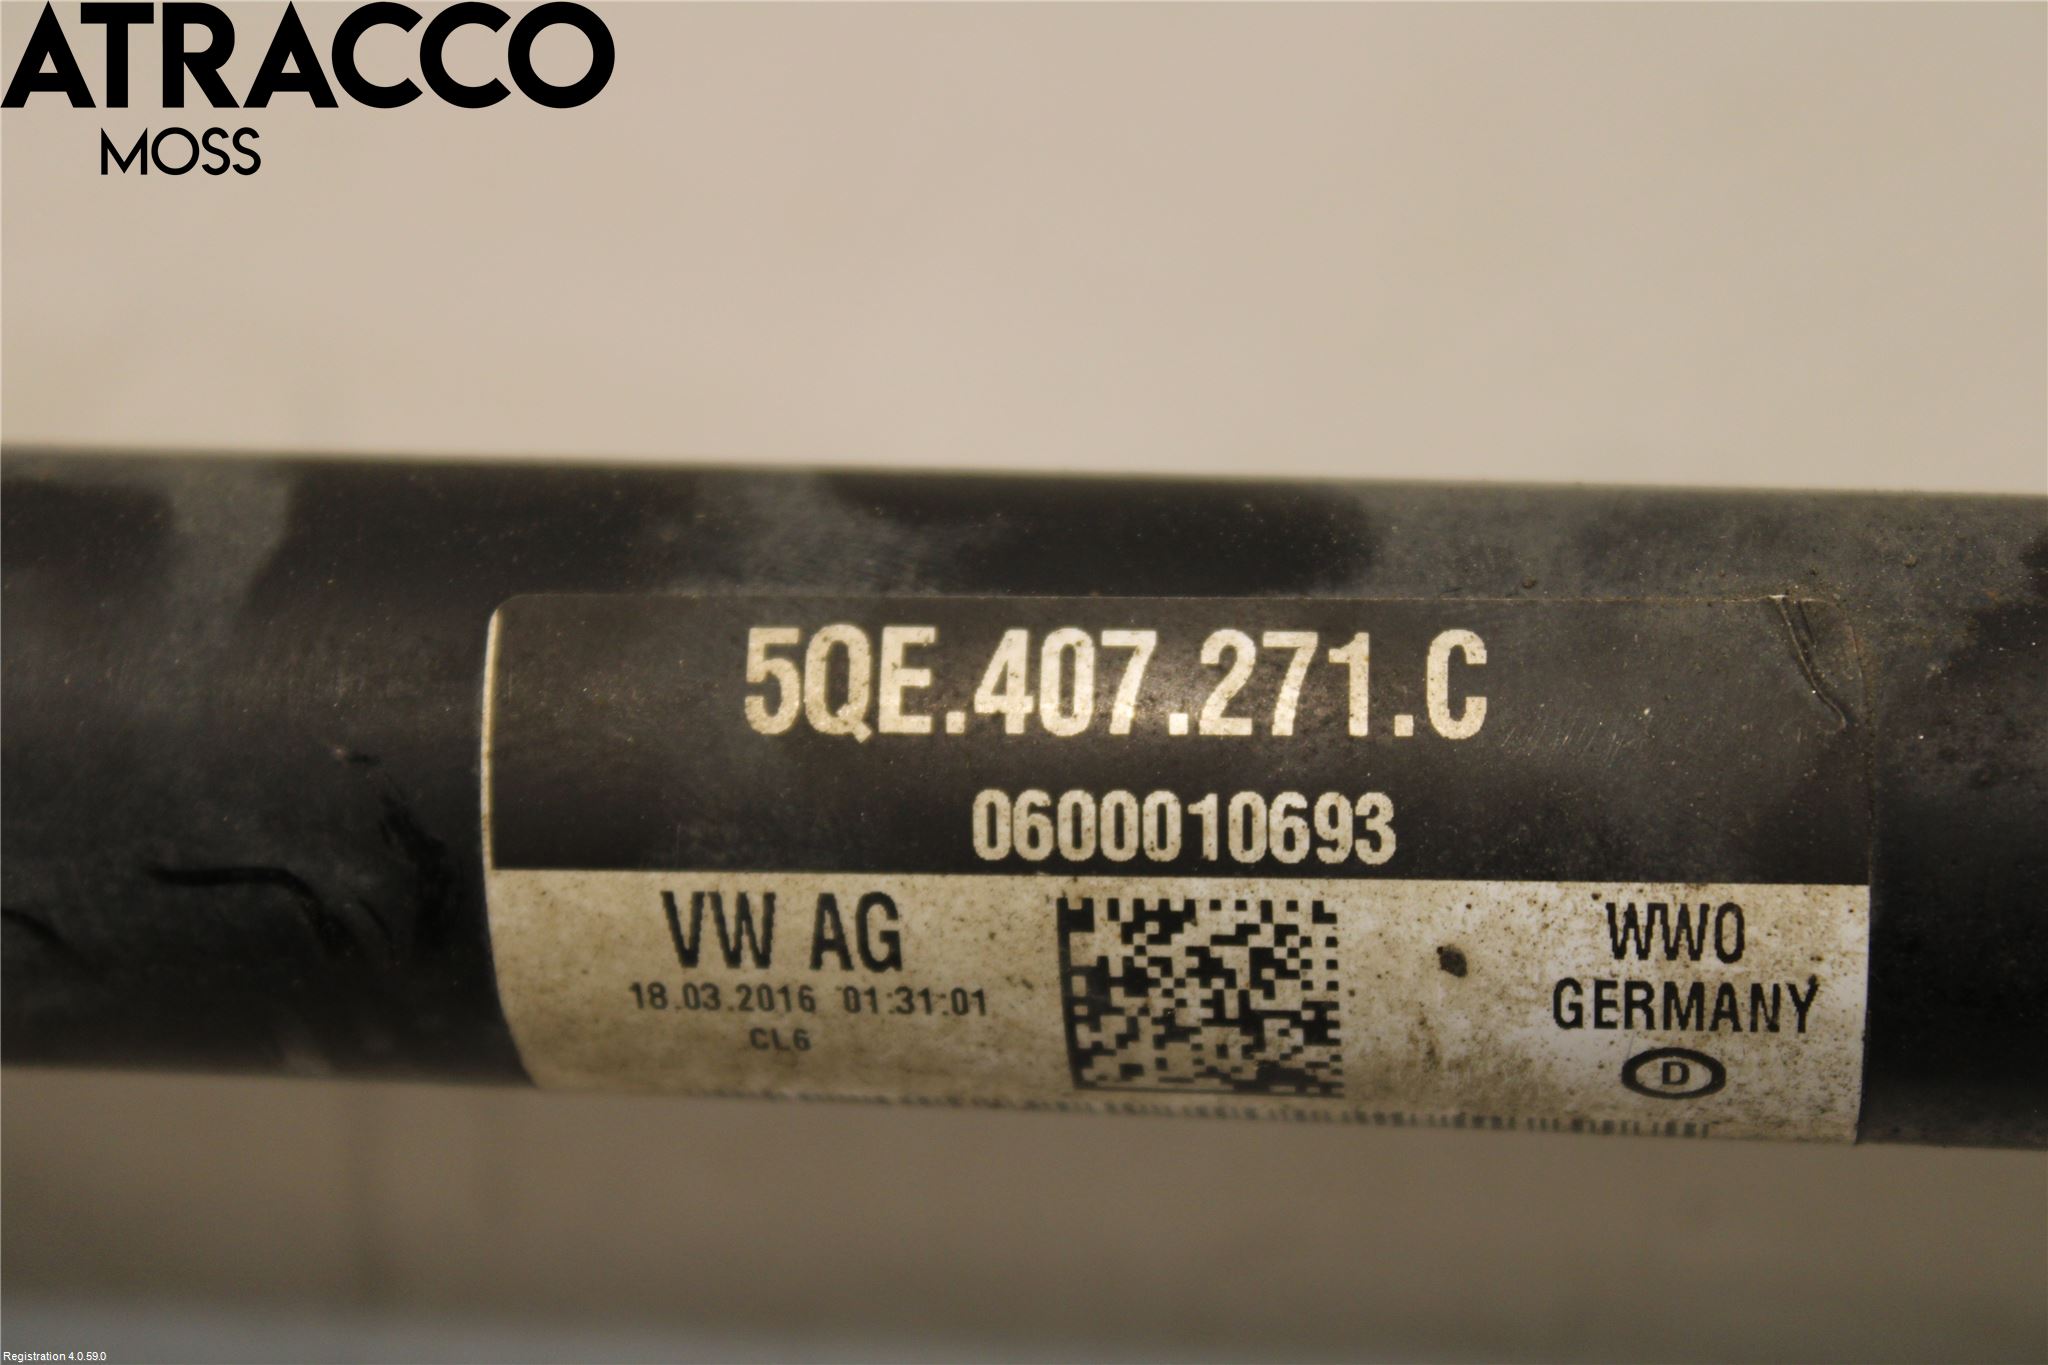 ATRACCO
MOSS
5QE.407.271.C
0600010693
VW AG
18.03.2016 01:31:01
CL6
WWO
GERMANY
D
Registration 4.0.59.0